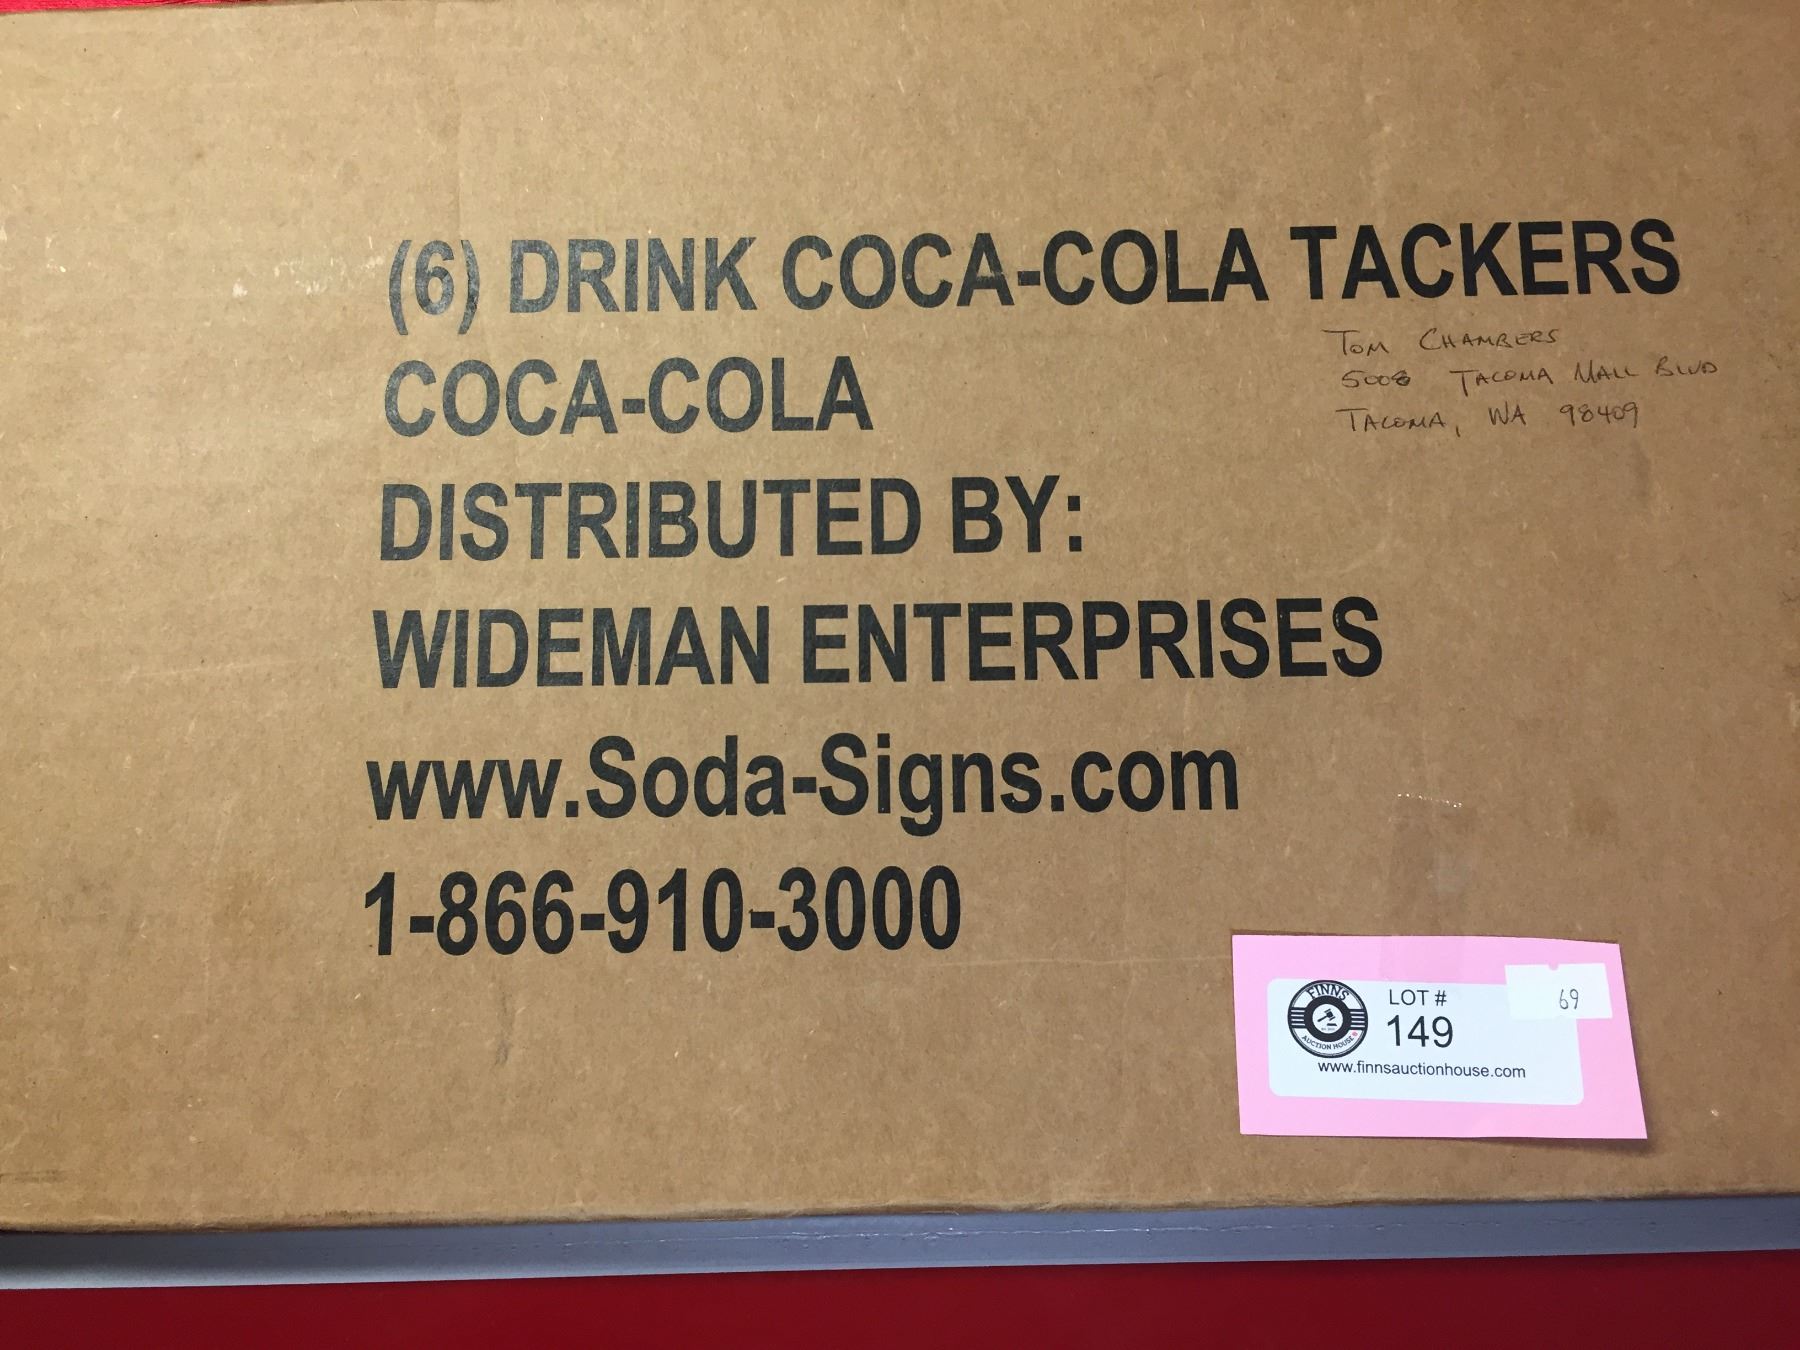 (6) DRINK COCA-COLA TACKERS
TOM CHAMBERS
5008 TACOMA MALL BLVD
TACOMA, WA 98409
COCA-COLA
DISTRIBUTED BY:
WIDEMAN ENTERPRISES
www.Soda-Signs.com
1-866-910-3000
FINNS
AUCTION HOUSE
LOT #
149
www.finnsauctionhouse.com
69